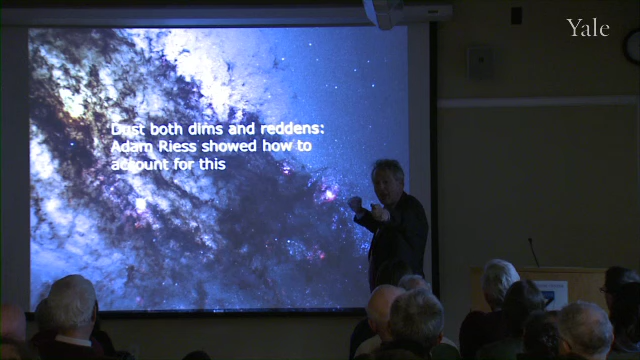 Yale
Dust both dims and reddens:
Adam Riess showed how to
account for this